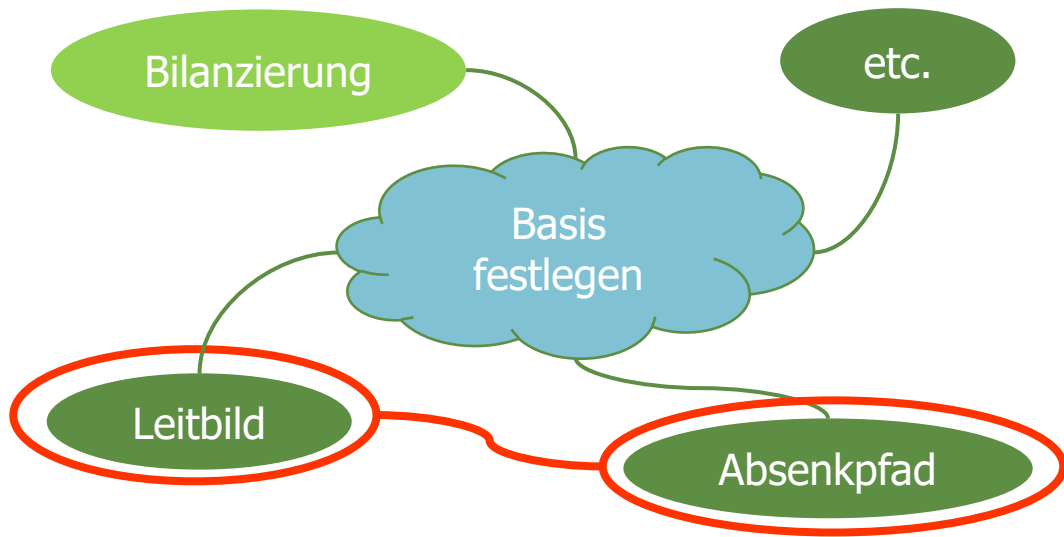 Bilanzierung
etc.
Basis
festlegen
Leitbild
Absenkpfad